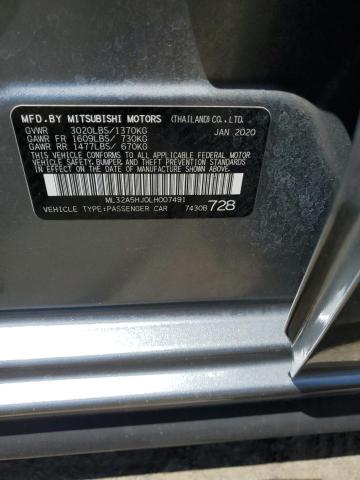 MFD.BY MITSUBISHI MOTORS (THAILAND)CO.,LTD.
GVWR 3020LBS/1370KG JAN 2020
GAWR FR 1609LBS/ 730KG
GAWR RR 1477LBS/ 670KG
THIS VEHICLE CONFORMS TO ALL APPLICABLE U.S. FEDERAL MOTOR VEHICLE
SAFETY, BUMPER, AND THEFT PREVENTION STANDARDS
IN EFFECT ON THE DATE OF MANUFACTURE SHOWN ABOVE.
ML32A5HJ0LH007491
VEHICLE TYPE:PASSENGER CAR 7430B 728